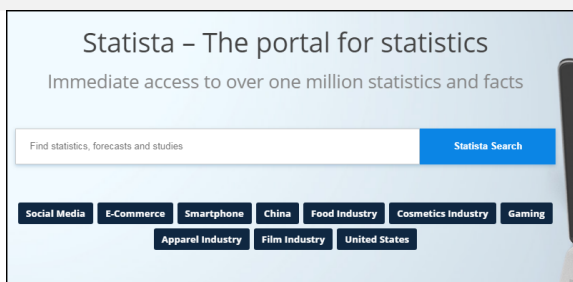 Statista – The portal for statistics
Immediate access to over one million statistics and facts
Find statistics, forecasts and studies Statista Search
Social Media E-Commerce Smartphone China Food Industry Cosmetics Industry Gaming
Apparel Industry Film Industry United States